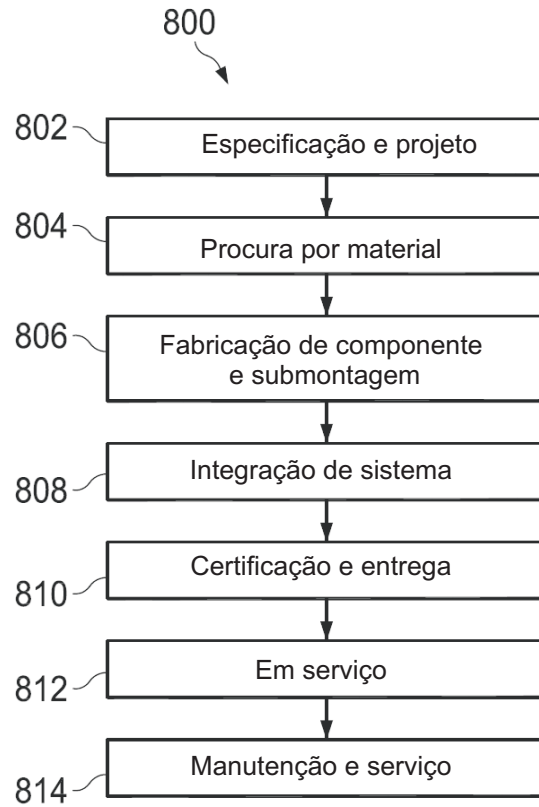 800
802
Especificação e projeto
804
Procura por material
806
Fabricação de componente
e submontagem
808
Integração de sistema
810
Certificação e entrega
812
Em serviço
814
Manutenção e serviço